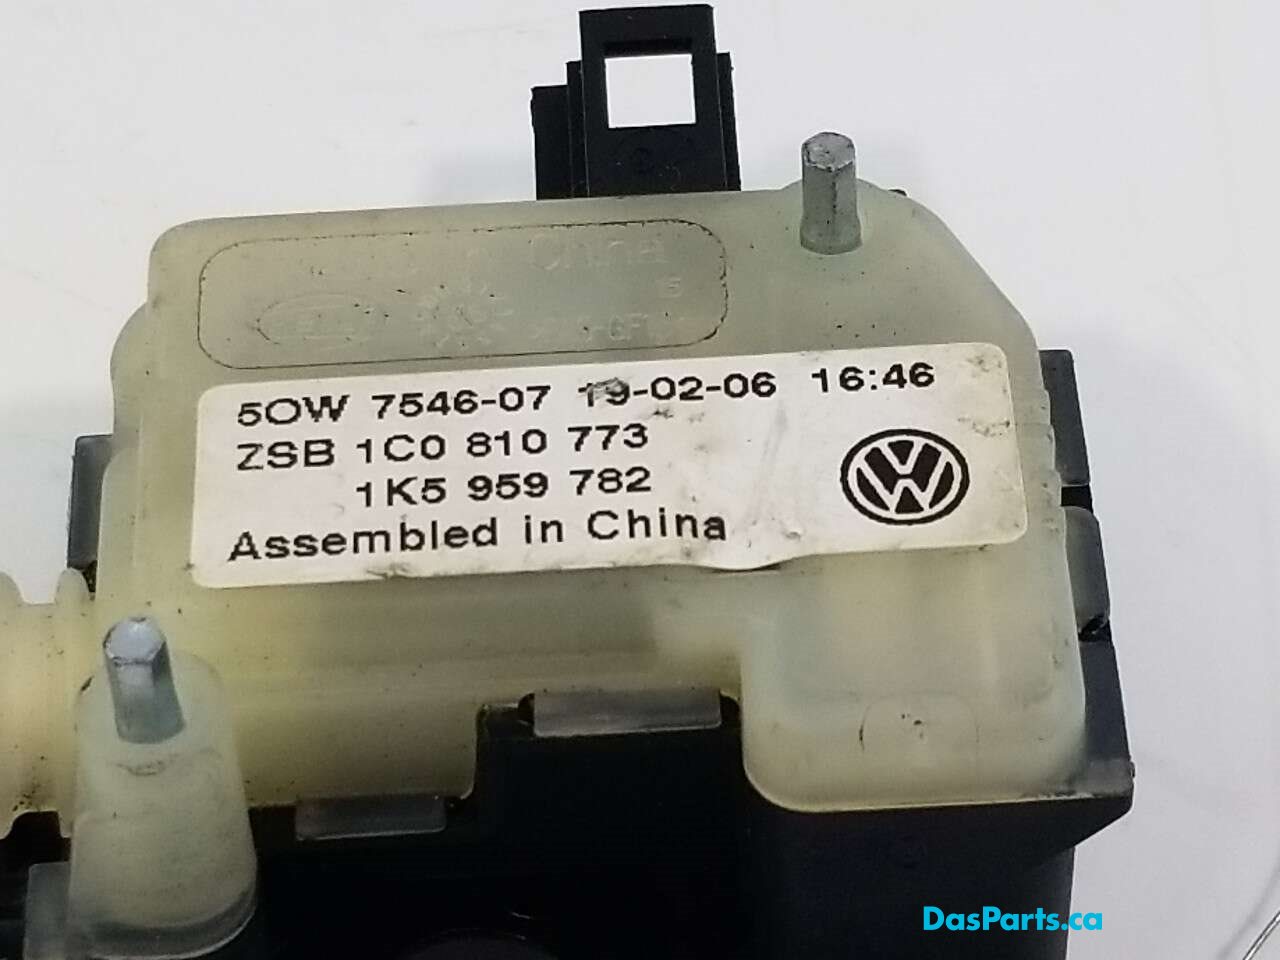 China
5OW 7546-07 19-02-06 16:46
ZSB 1C0 810 773
1K5 959 782
Assembled in China
DasParts.ca